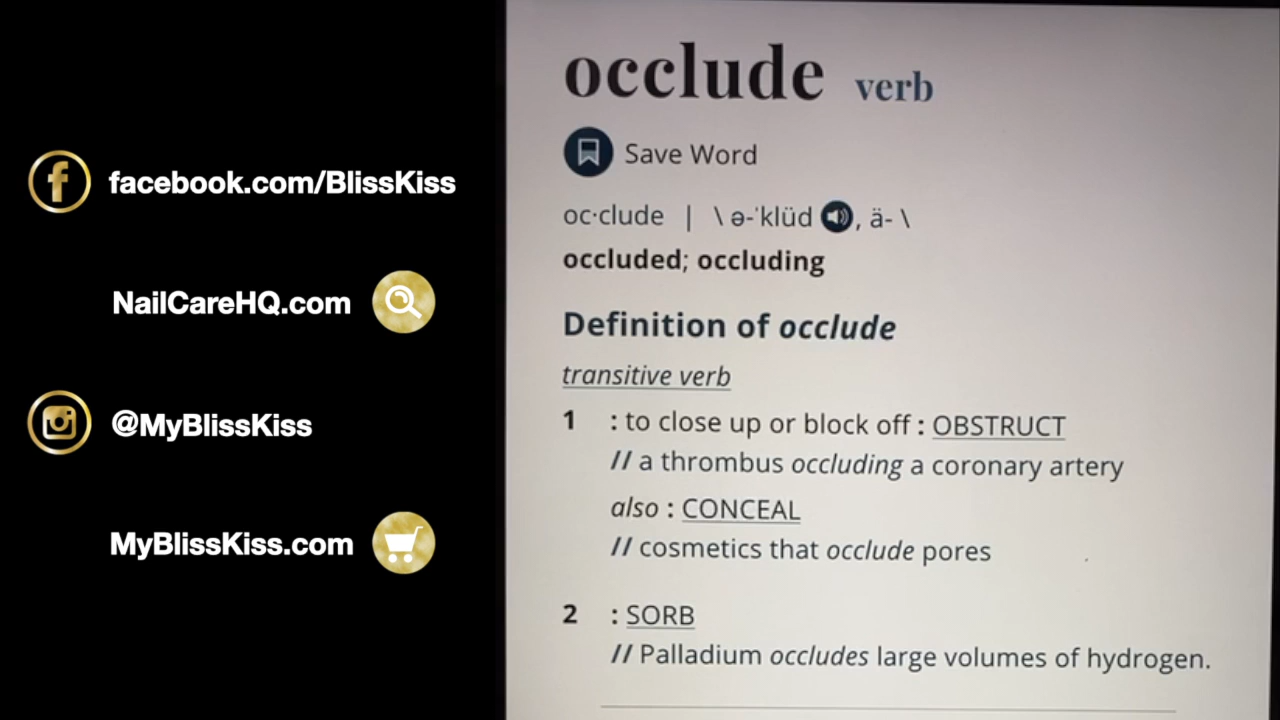 facebook.com/BlissKiss
NailCareHQ.com
@MyBlissKiss
MyBlissKiss.com
occlude verb
Save Word
oc·clude | \ ə-ˈklüd , ä- \
occluded; occluding
Definition of occlude
transitive verb
1 : to close up or block off : OBSTRUCT
// a thrombus occluding a coronary artery
also : CONCEAL
// cosmetics that occlude pores
2 : SORB
// Palladium occludes large volumes of hydrogen.